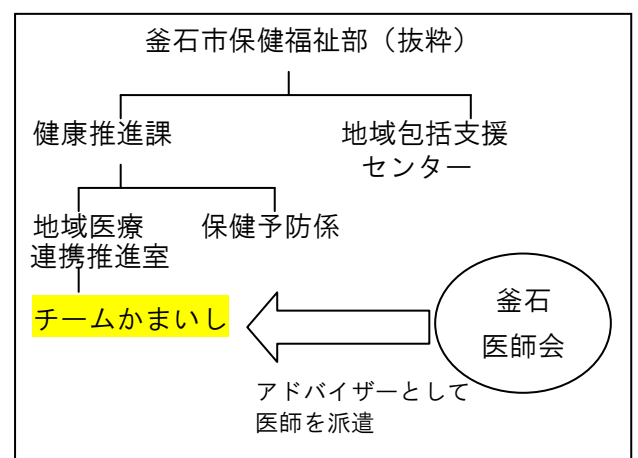 釜石市保健福祉部（抜粋）
健康推進課
地域包括支援
センター
地域医療
連携推進室
保健予防係
チームかまいし
釜石
医師会
アドバイザーとして
医師を派遣